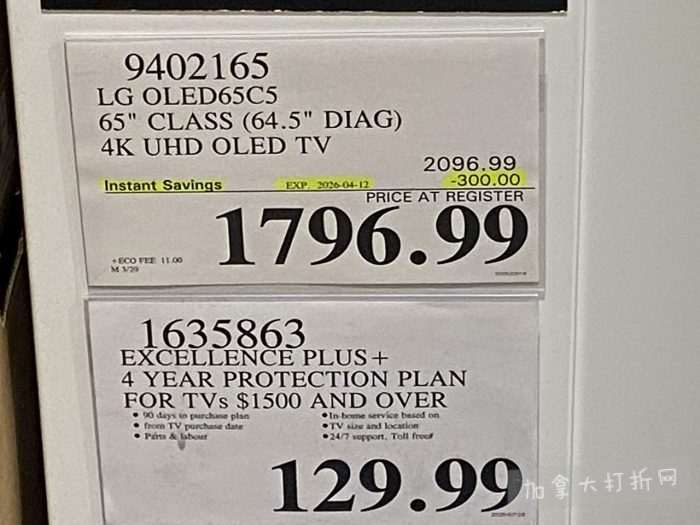 9402165
LG OLED65C5
65" CLASS (64.5" DIAG)
4K UHD OLED TV
2096.99
Instant Savings EXP. 2026-04-12 -300.00
PRICE AT REGISTER
1796.99
+ECO FEE 11.00
M 3/29
1635863
EXCELLENCE PLUS+
4 YEAR PROTECTION PLAN
FOR TVs $1500 AND OVER
• 90 days to purchase plan • In-home service based on
• from TV purchase date • TV size and location
• Parts & labour • 24/7 support, Toll free#
129.99
加拿大打折网